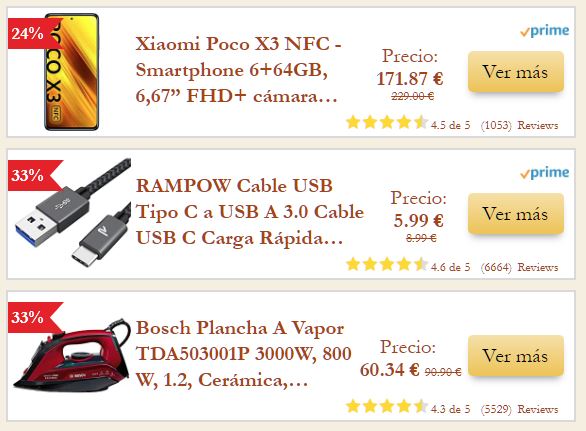 24%
POCO X3
NFC
Xiaomi Poco X3 NFC -
Smartphone 6+64GB,
6,67” FHD+ cámara…
Precio:
171.87 €
229.00 €
prime
Ver más
4.5 de 5 (1053) Reviews
33%
RAMPOW Cable USB
Tipo C a USB A 3.0 Cable
USB C Carga Rápida…
Precio:
5.99 €
8.99 €
prime
Ver más
4.6 de 5 (6664) Reviews
33%
Bosch Plancha A Vapor
TDA503001P 3000W, 800
W, 1.2, Cerámica,…
Precio:
60.34 € 90.90 €
Ver más
4.3 de 5 (5529) Reviews